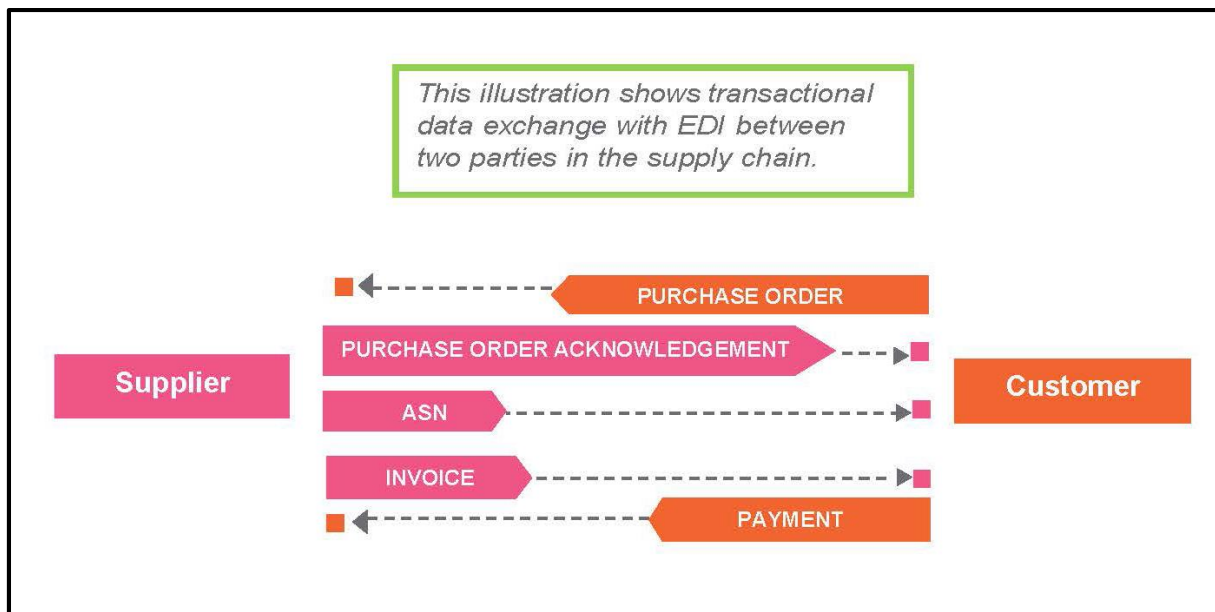 This illustration shows transactional
data exchange with EDI between
two parties in the supply chain.
PURCHASE ORDER
PURCHASE ORDER ACKNOWLEDGEMENT
Supplier
Customer
ASN
INVOICE
PAYMENT